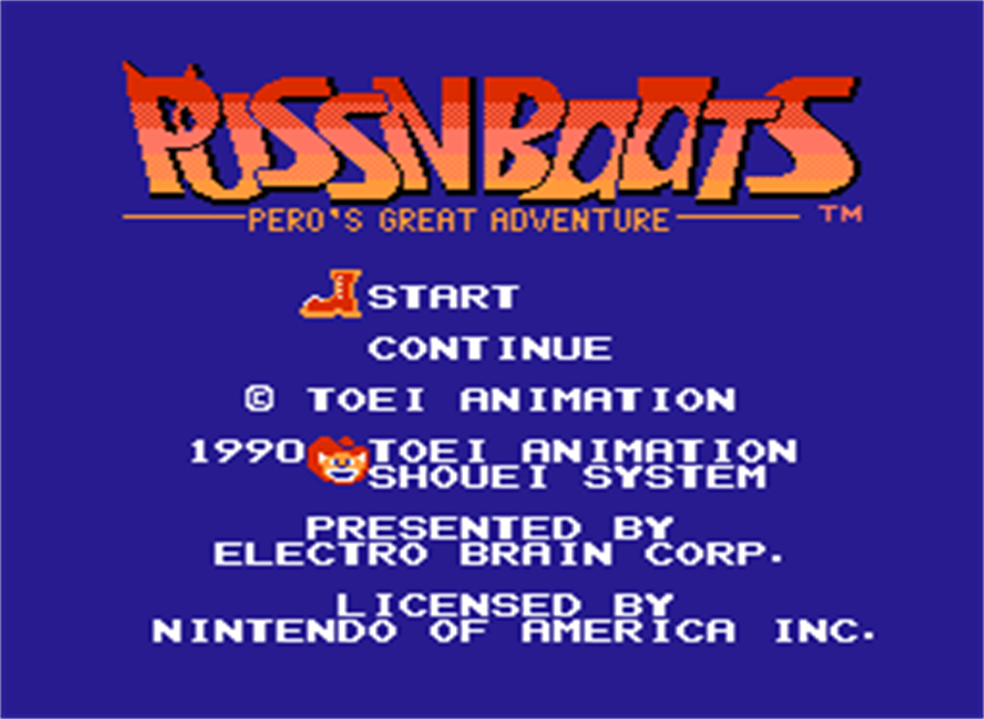 PUSS N BOOTS
PERO'S GREAT ADVENTURE TM
START
CONTINUE
© TOEI ANIMATION
1990 TOEI ANIMATION
SHOUEI SYSTEM
PRESENTED BY
ELECTRO BRAIN CORP.
LICENSED BY
NINTENDO OF AMERICA INC.